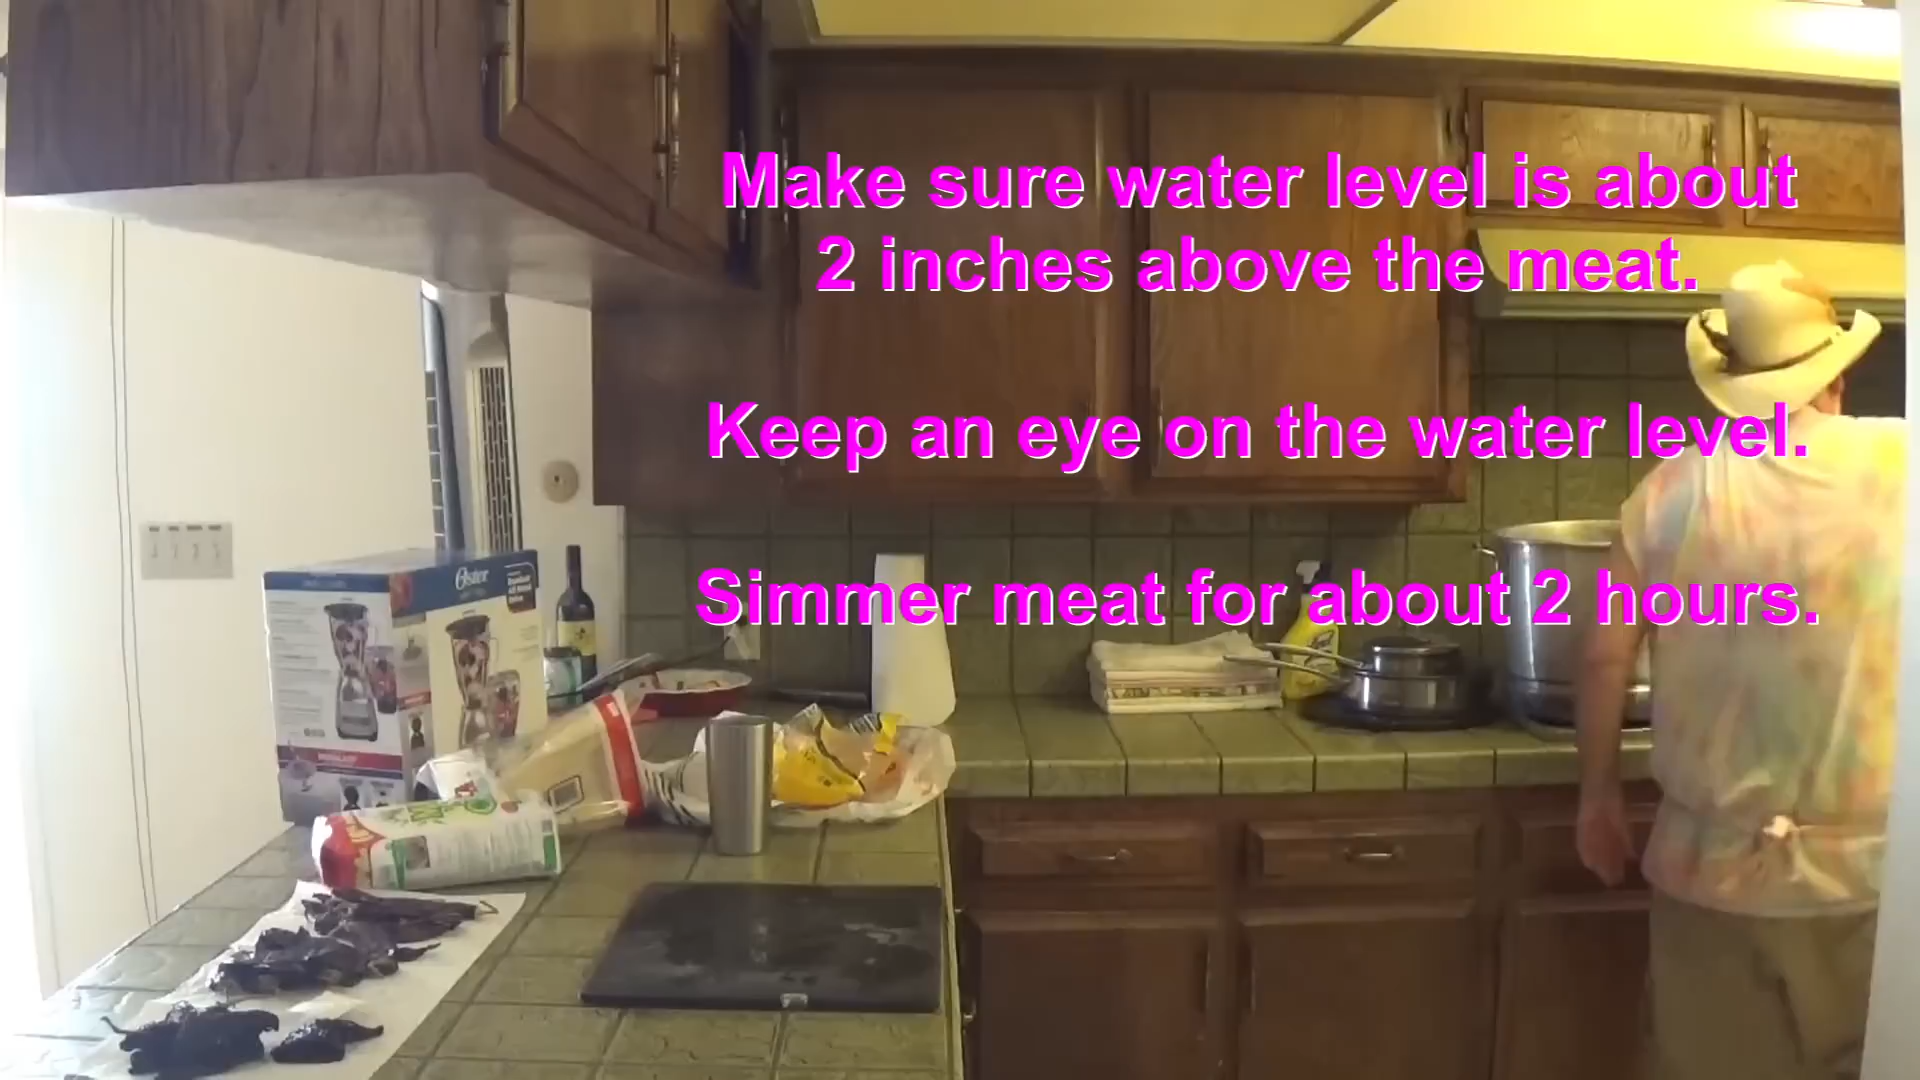 Make sure water level is about
2 inches above the meat.
Keep an eye on the water level.
Simmer meat for about 2 hours.
Oster